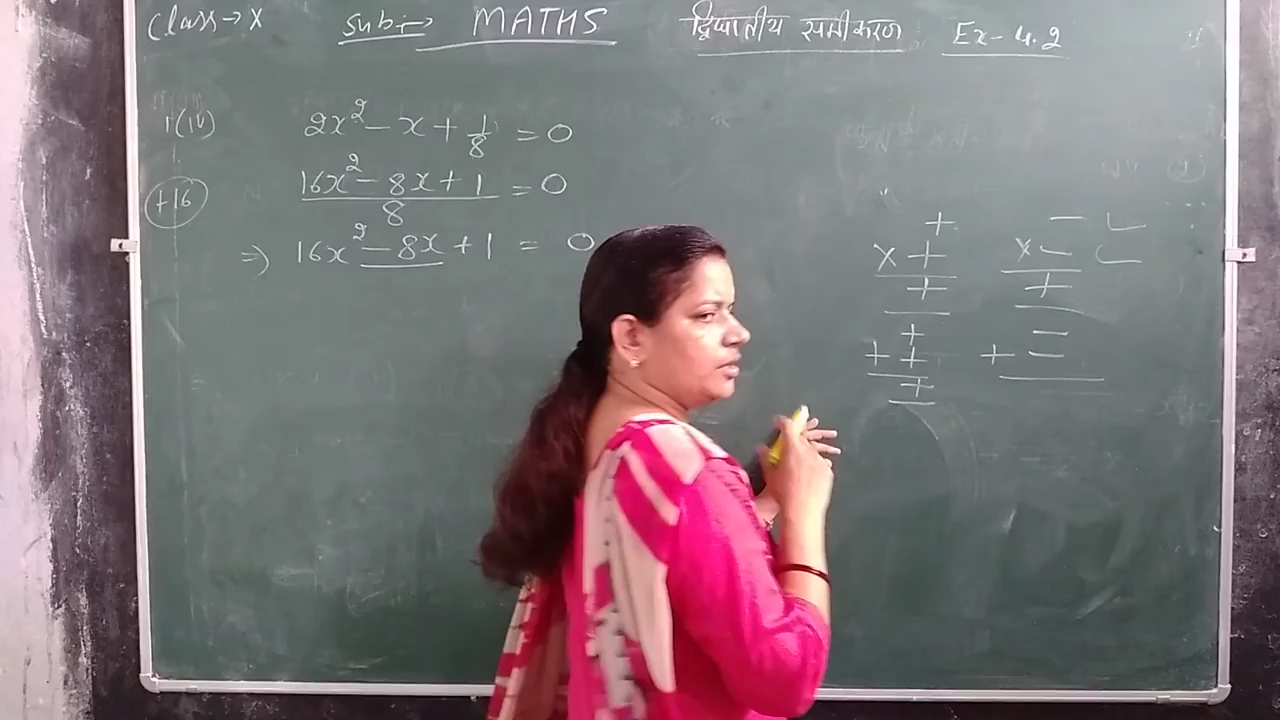 Class→X Sub:→ MATHS द्विघातीय समीकरण Ex-4.2
1(iv) 2x² - x + 1/8 = 0
+16 16x² - 8x + 1 = 0
8
⇒ 16x² - 8x + 1 = 0
+ -
x + x -
+ +
+ -
+ + + -
+